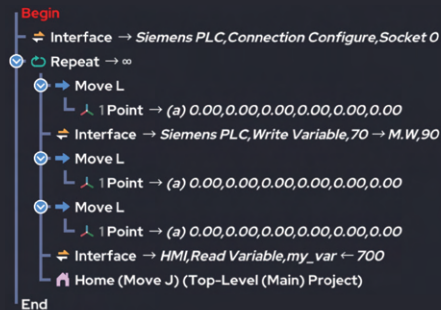 Begin
Interface → Siemens PLC,Connection Configure,Socket 0
Repeat → ∞
Move L
1 Point → (a) 0.00,0.00,0.00,0.00,0.00,0.00
Interface → Siemens PLC,Write Variable,70 → M.W,90
Move L
1 Point → (a) 0.00,0.00,0.00,0.00,0.00,0.00
Move L
1 Point → (a) 0.00,0.00,0.00,0.00,0.00,0.00
Interface → HMI,Read Variable,my_var ← 700
Home (Move J) (Top-Level (Main) Project)
End